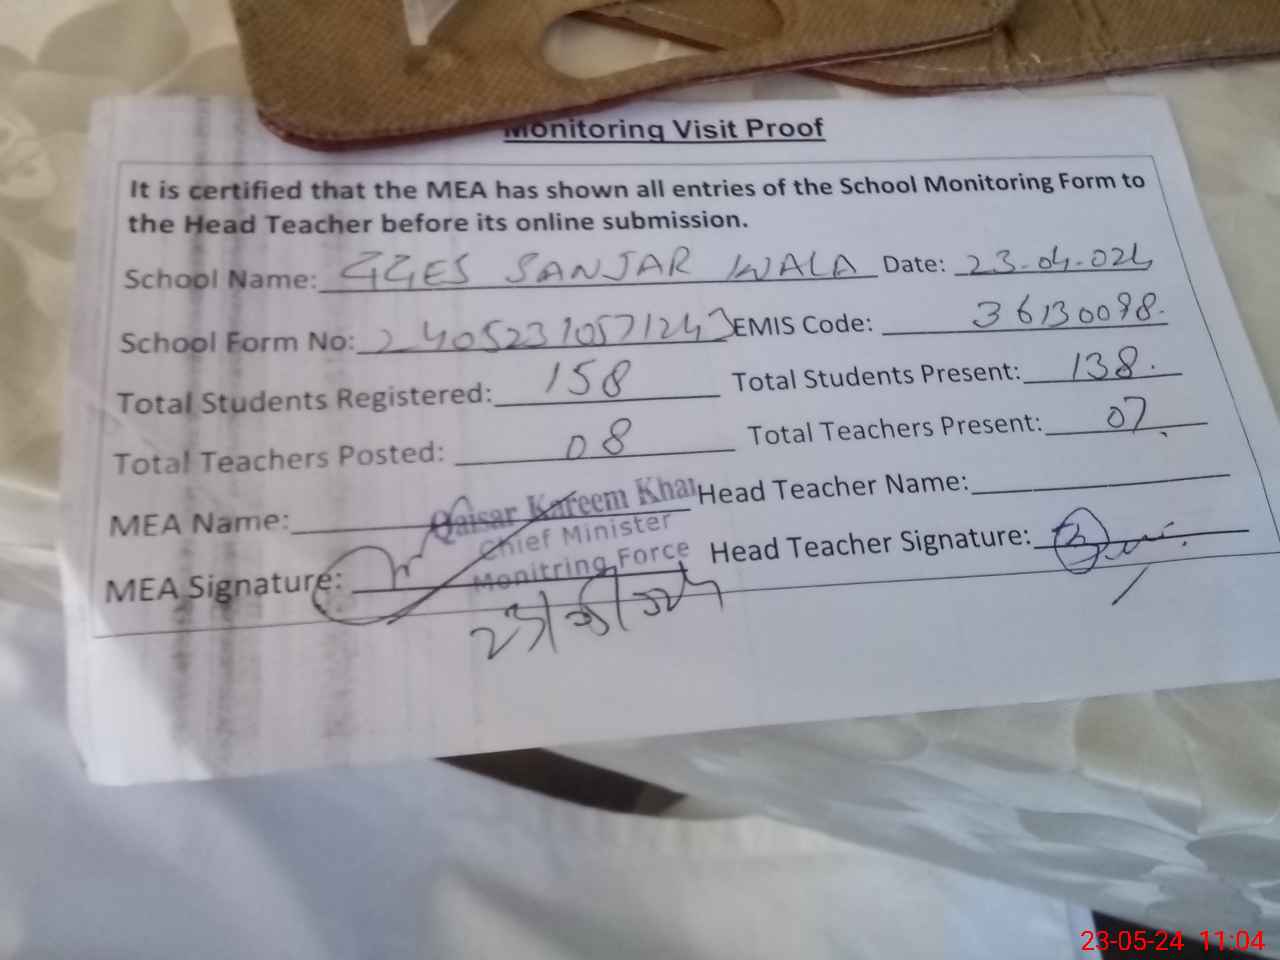 Monitoring Visit Proof
It is certified that the MEA has shown all entries of the School Monitoring Form to
the Head Teacher before its online submission.
School Name: GGES SANJAR WALA Date: 23-04-024
School Form No: 24052310571243 EMIS Code: 36130098.
Total Students Registered: 158 Total Students Present: 138.
Total Teachers Posted: 08 Total Teachers Present: 07
MEA Name: Qaisar Kareem Khan Head Teacher Name:
Chief Minister
MEA Signature: Monitring Force Head Teacher Signature:
23/05/024
23-05-24 11:04